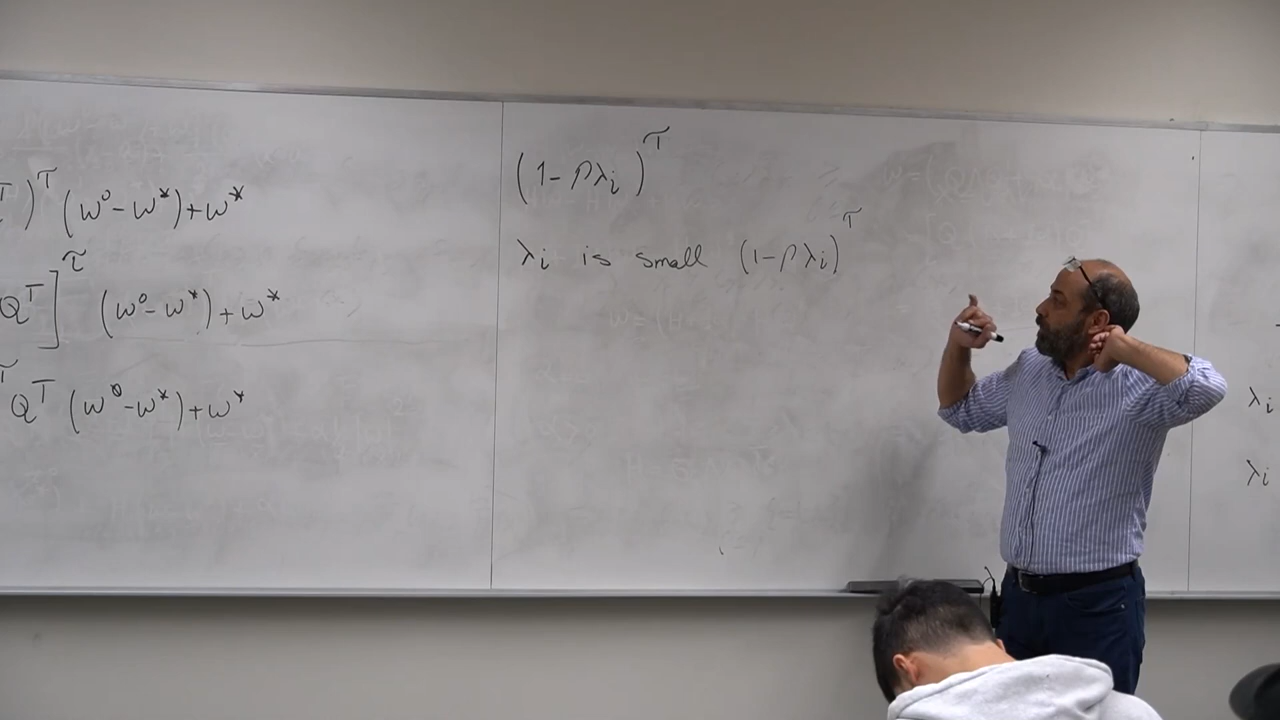 T )^τ (w^0 - w^*) + w^*
Q^T ]^τ (w^0 - w^*) + w^*
τ Q^T (w^0 - w^*) + w^*
(1 - ρλ_i)^τ
λ_i is small (1 - ρλ_i)^τ
λ_i
λ_i